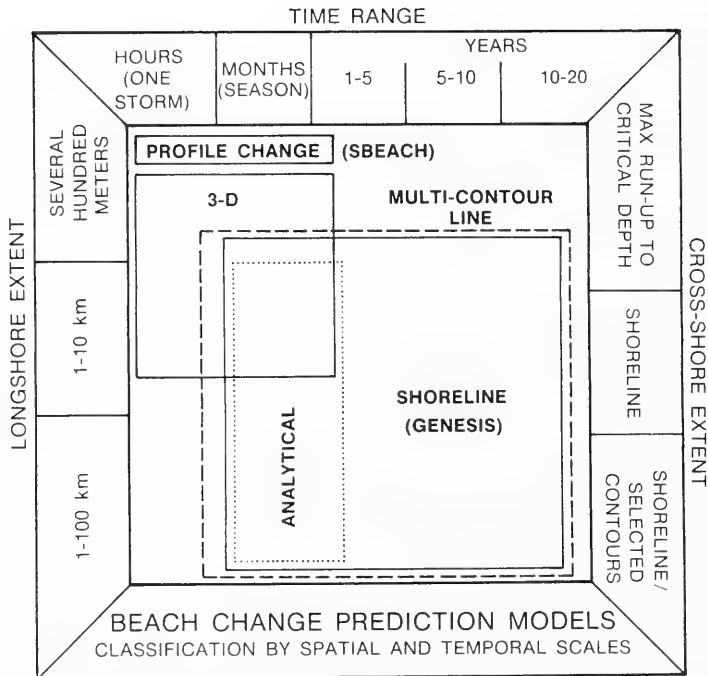 TIME RANGE
HOURS
(ONE
STORM)
MONTHS
(SEASON)
YEARS
1-5
5-10
10-20
LONGSHORE EXTENT
SEVERAL
HUNDRED
METERS
1-10 km
1-100 km
PROFILE CHANGE (SBEACH)
3-D
MULTI-CONTOUR
LINE
ANALYTICAL
SHORELINE
(GENESIS)
MAX RUN-UP TO
CRITICAL DEPTH
SHORELINE
SHORELINE/
SELECTED
CONTOURS
CROSS-SHORE EXTENT
BEACH CHANGE PREDICTION MODELS
CLASSIFICATION BY SPATIAL AND TEMPORAL SCALES